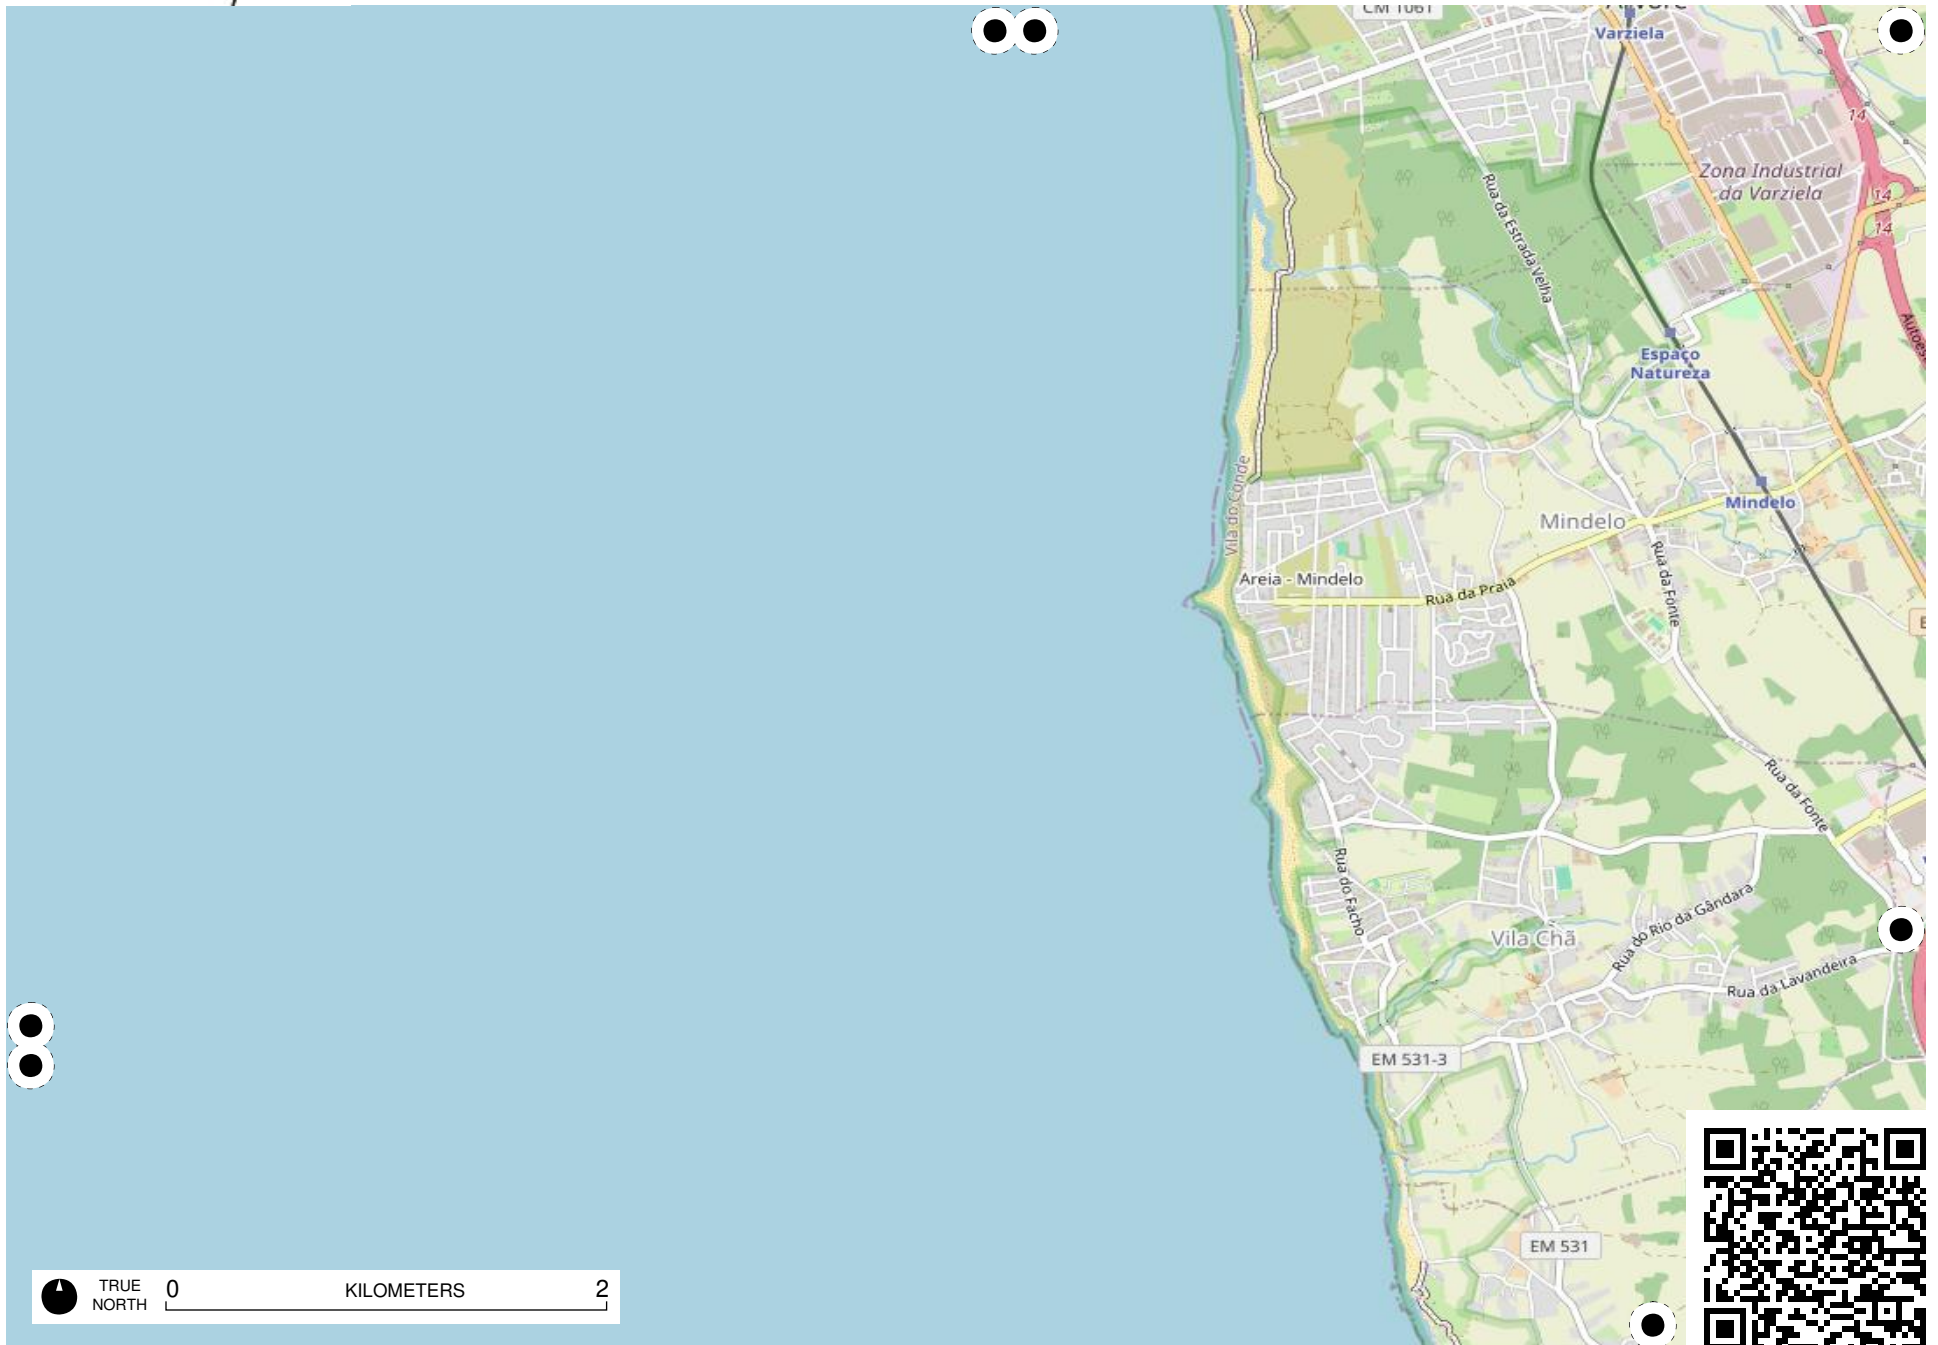 CM 1061
Varziela
14
Zona Industrial
da Varziela
14
14
Rua da Estrada Velha
Espaço
Natureza
Vila do Conde
Mindelo
Mindelo
Areia - Mindelo
Rua da Praia
Rua da Fonte
Rua da Fonte
Rua do Facho
Rua do Rio da Gândara
Vila Chã
Rua da Lavandeira
EM 531-3
EM 531
TRUE
NORTH
0
KILOMETERS
2